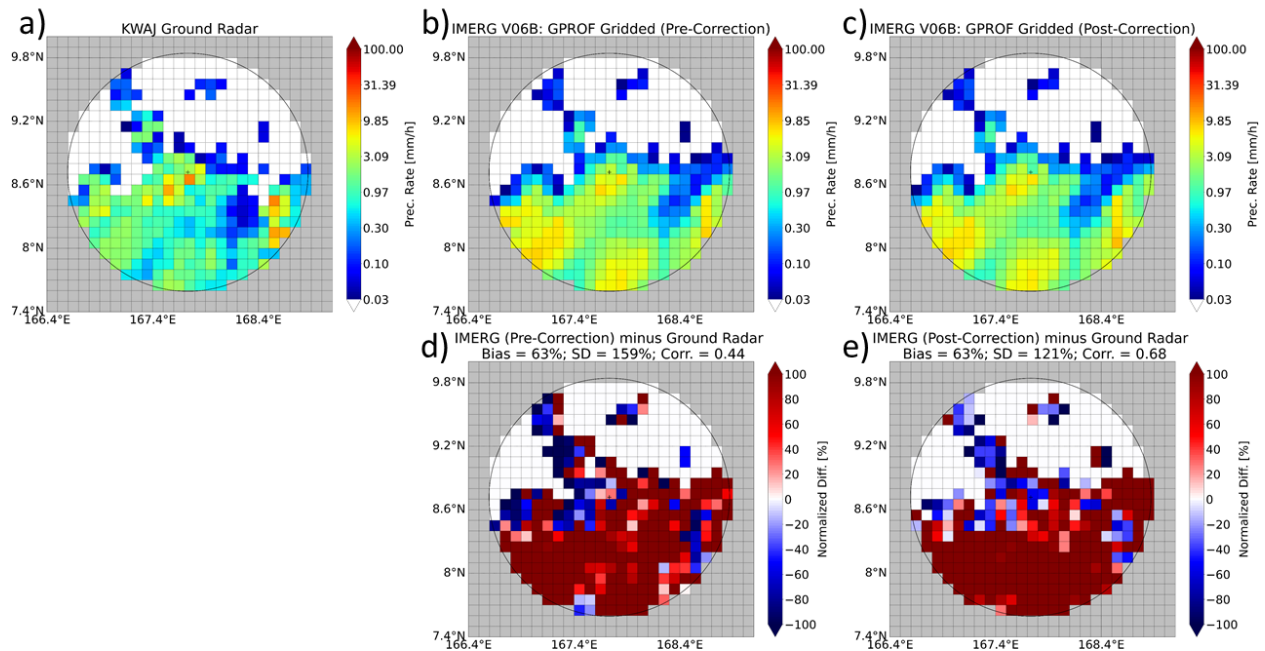 a)
KWAJ Ground Radar
9.8°N
9.2°N
8.6°N
8°N
7.4°N
166.4°E
167.4°E
168.4°E
100.00
31.39
9.85
3.09
0.97
0.30
0.10
0.03
Prec. Rate [mm/h]
b)
IMERG V06B: GPROF Gridded (Pre-Correction)
9.8°N
9.2°N
8.6°N
8°N
7.4°N
166.4°E
167.4°E
168.4°E
100.00
31.39
9.85
3.09
0.97
0.30
0.10
0.03
Prec. Rate [mm/h]
c)
IMERG V06B: GPROF Gridded (Post-Correction)
9.8°N
9.2°N
8.6°N
8°N
7.4°N
166.4°E
167.4°E
168.4°E
100.00
31.39
9.85
3.09
0.97
0.30
0.10
0.03
Prec. Rate [mm/h]
d)
IMERG (Pre-Correction) minus Ground Radar
Bias = 63%; SD = 159%; Corr. = 0.44
9.8°N
9.2°N
8.6°N
8°N
7.4°N
166.4°E
167.4°E
168.4°E
100
80
60
40
20
0
−20
−40
−60
−80
−100
Normalized Diff. [%]
e)
IMERG (Post-Correction) minus Ground Radar
Bias = 63%; SD = 121%; Corr. = 0.68
9.8°N
9.2°N
8.6°N
8°N
7.4°N
166.4°E
167.4°E
168.4°E
100
80
60
40
20
0
−20
−40
−60
−80
−100
Normalized Diff. [%]